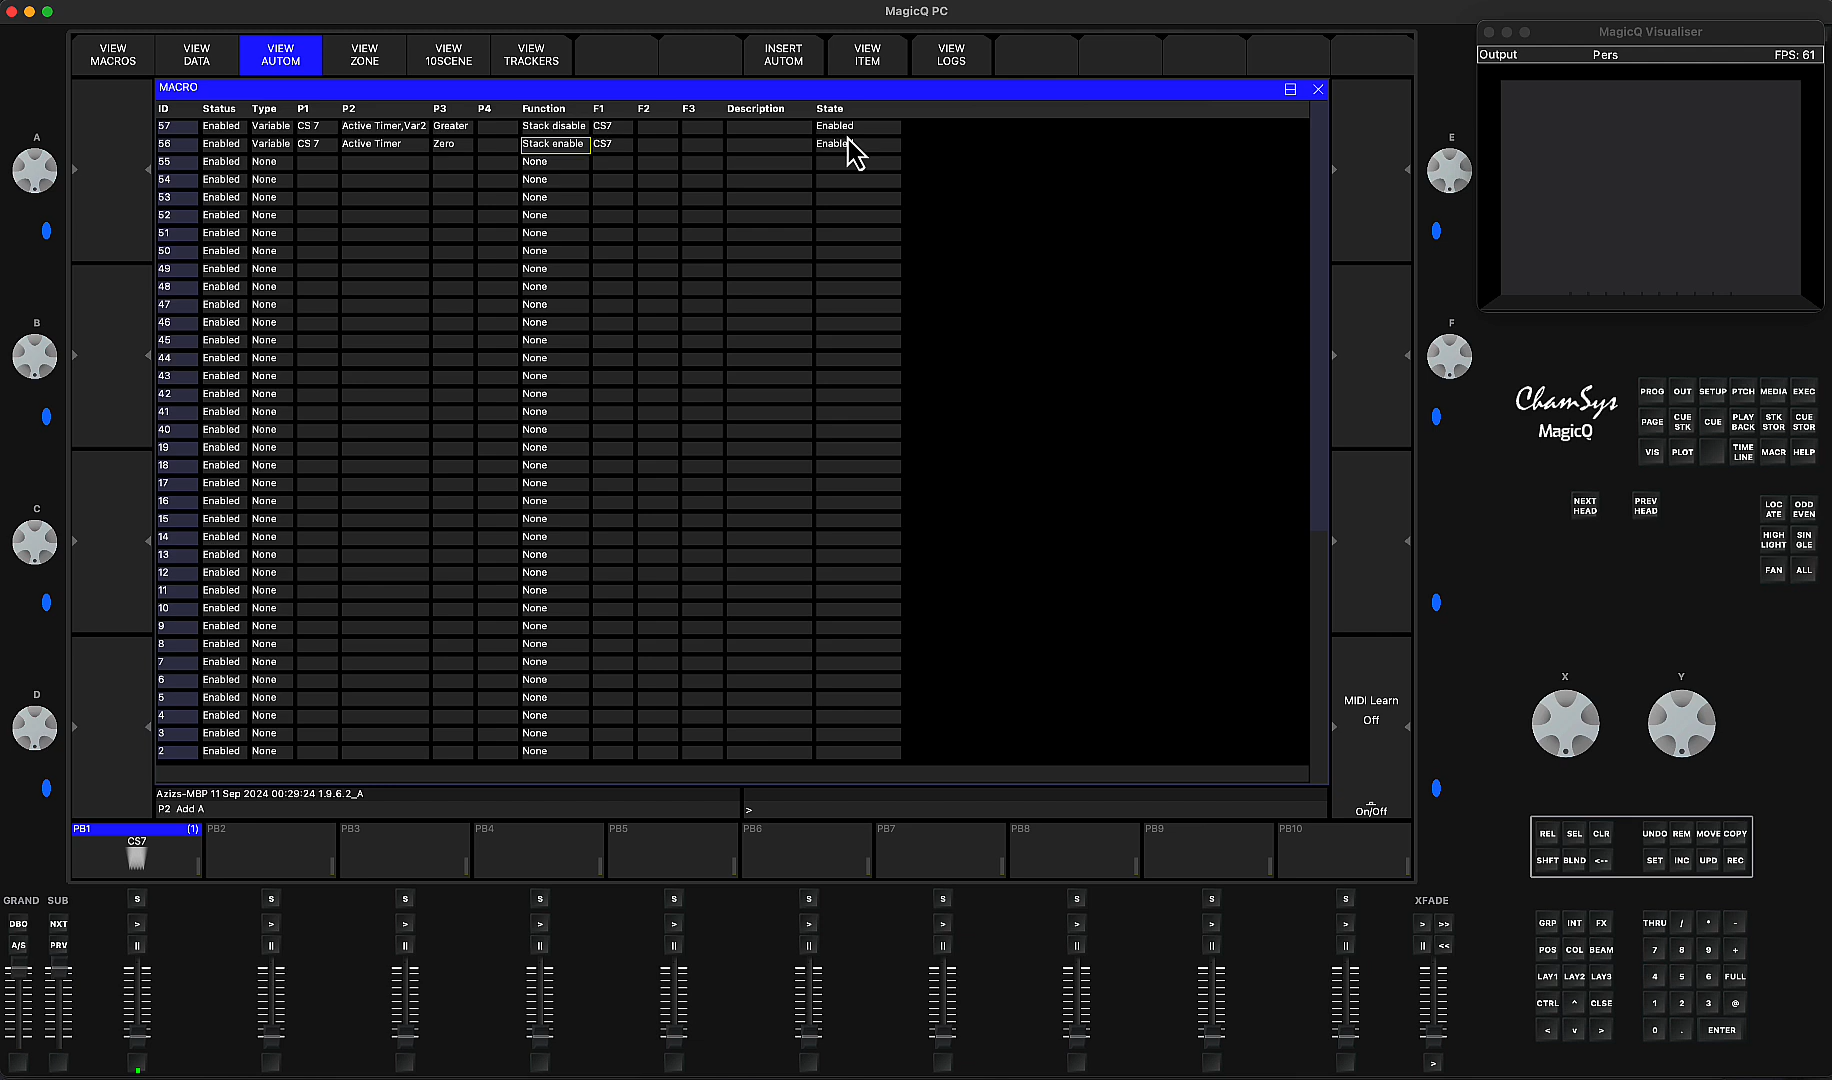 MagicQ PC
VIEW MACROS
VIEW DATA
VIEW AUTOM
VIEW ZONE
VIEW 10SCENE
VIEW TRACKERS
INSERT AUTOM
VIEW ITEM
VIEW LOGS
MagicQ Visualiser
Output Pers FPS: 61
MACRO
ID Status Type P1 P2 P3 P4 Function F1 F2 F3 Description State
57 Enabled Variable CS 7 Active Timer,Var2 Greater Stack disable CS7 Enabled
56 Enabled Variable CS 7 Active Timer Zero Stack enable CS7 Enable
55 Enabled None None
54 Enabled None None
53 Enabled None None
52 Enabled None None
51 Enabled None None
50 Enabled None None
49 Enabled None None
48 Enabled None None
47 Enabled None None
46 Enabled None None
45 Enabled None None
44 Enabled None None
43 Enabled None None
42 Enabled None None
41 Enabled None None
40 Enabled None None
19 Enabled None None
18 Enabled None None
17 Enabled None None
16 Enabled None None
15 Enabled None None
14 Enabled None None
13 Enabled None None
12 Enabled None None
11 Enabled None None
10 Enabled None None
9 Enabled None None
8 Enabled None None
7 Enabled None None
6 Enabled None None
5 Enabled None None
4 Enabled None None
3 Enabled None None
2 Enabled None None
A
B
C
D
E
F
MIDI Learn
Off
On/Off
Azizs-MBP 11 Sep 2024 00:29:24 1.9.6.2_A
P2 Add A
>
PB1 (1) PB2 PB3 PB4 PB5 PB6 PB7 PB8 PB9 PB10
CS7
GRAND SUB
DBO NXT
A/S PRV
S S S S S S S S S S
> > > > > > > > > >
|| || || || || || || || || ||
XFADE
> >>
|| <<
>
ChamSys
MagicQ
PROG OUT SETUP PTCH MEDIA EXEC
PAGE CUE STK CUE PLAY BACK STK STOR CUE STOR
VIS PLOT TIME LINE MACR HELP
NEXT HEAD PREV HEAD
LOC ATE ODD EVEN
HIGH LIGHT SIN GLE
FAN ALL
X Y
REL SEL CLR UNDO REM MOVE COPY
SHFT BLND <-- SET INC UPD REC
GRP INT FX THRU / * -
POS COL BEAM 7 8 9 +
LAY1 LAY2 LAY3 4 5 6 FULL
CTRL ^ CLSE 1 2 3 @
< v > 0 . ENTER